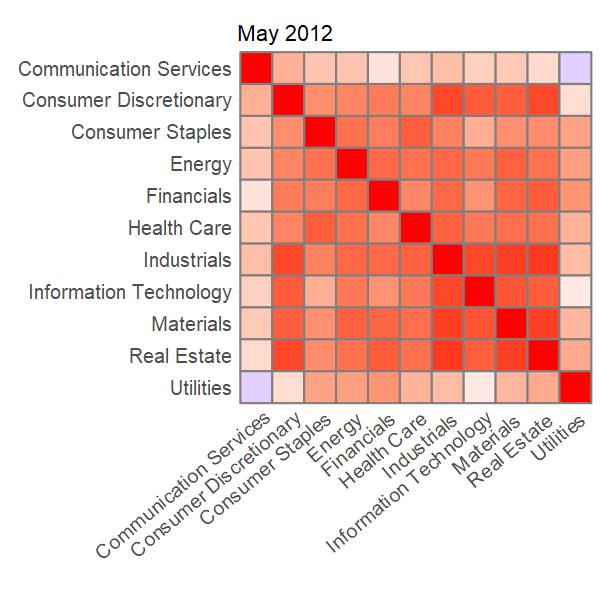 May 2012
Communication Services
Consumer Discretionary
Consumer Staples
Energy
Financials
Health Care
Industrials
Information Technology
Materials
Real Estate
Utilities
Communication Services
Consumer Discretionary
Consumer Staples
Energy
Financials
Health Care
Industrials
Information Technology
Materials
Real Estate
Utilities